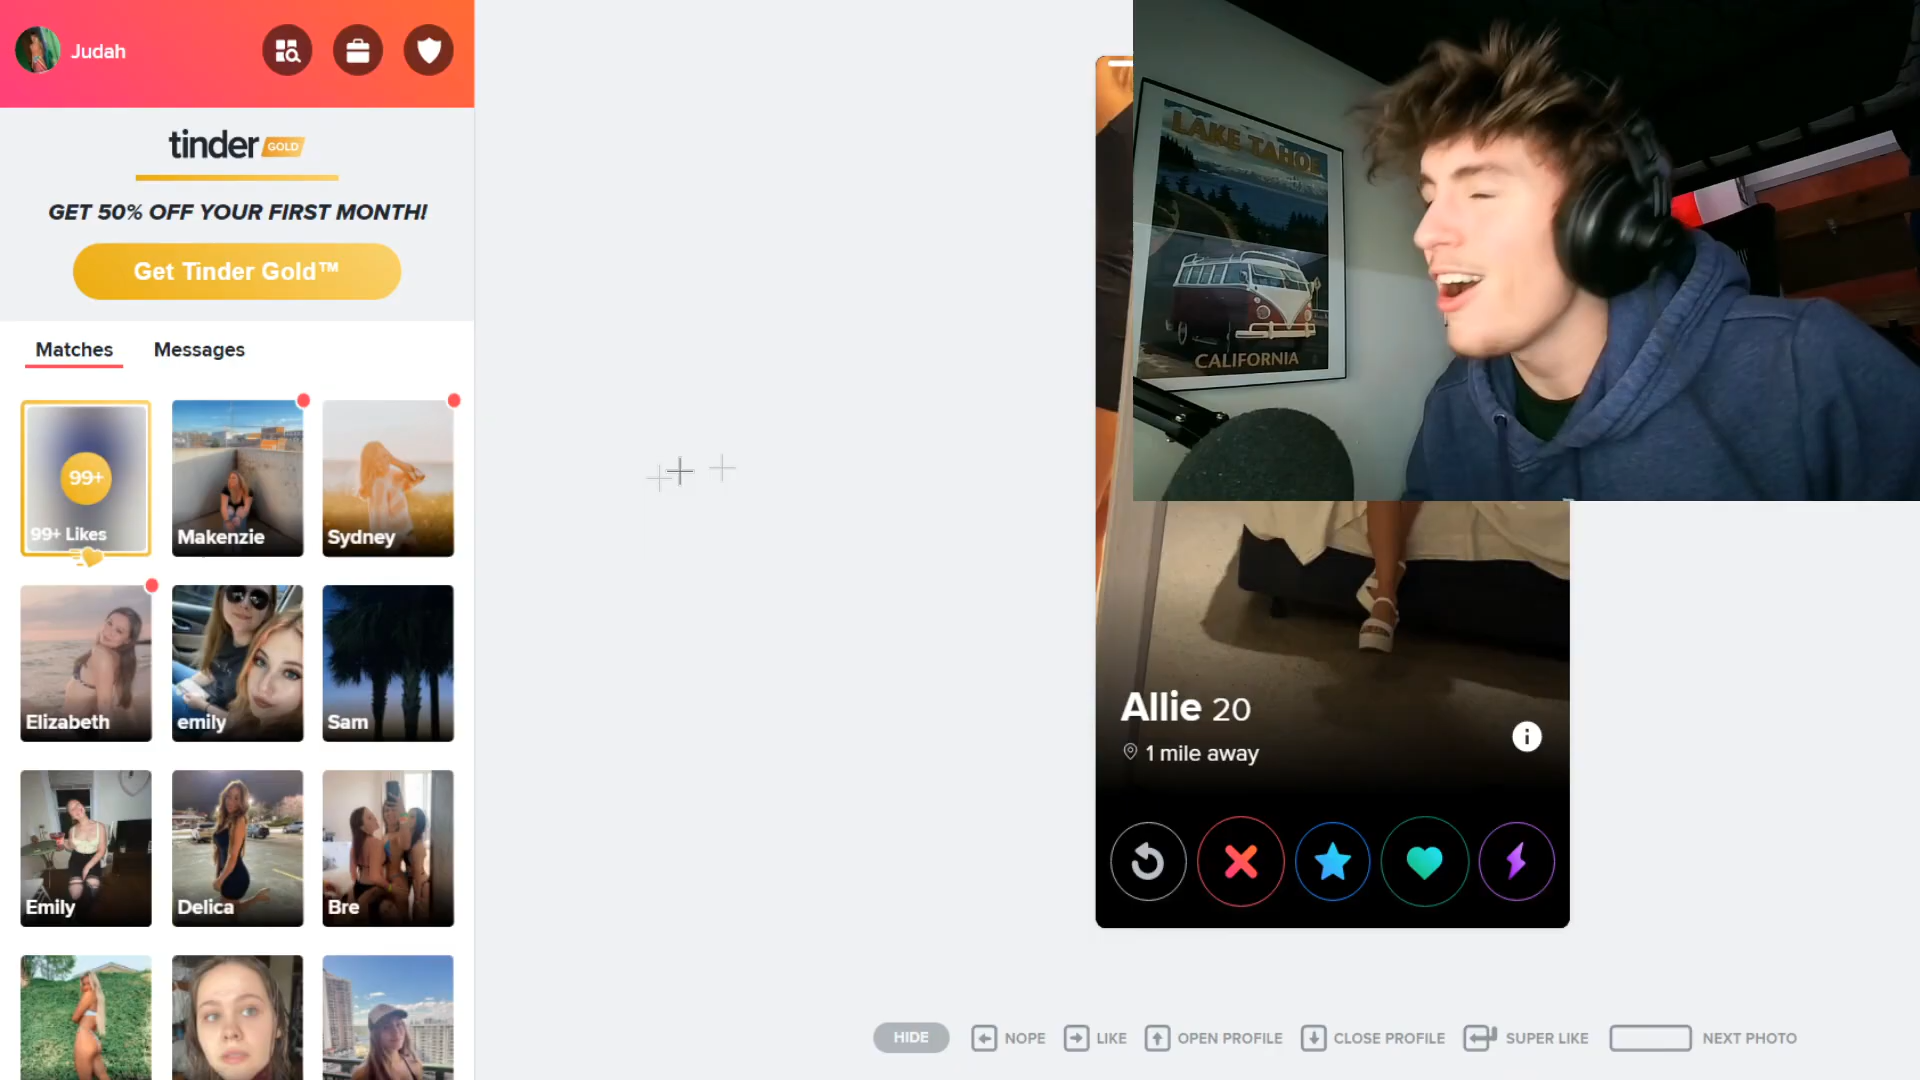 Judah
tinder GOLD
GET 50% OFF YOUR FIRST MONTH!
Get Tinder Gold™
Matches
Messages
99+
99+ Likes
Makenzie
Sydney
Elizabeth
emily
Sam
Emily
Delica
Bre
LAKE TAHOE
CALIFORNIA
Allie 20
1 mile away
HIDE
NOPE
LIKE
OPEN PROFILE
CLOSE PROFILE
SUPER LIKE
NEXT PHOTO